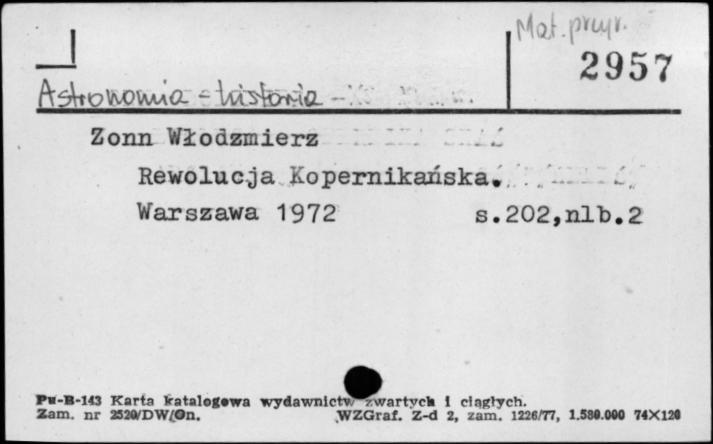 Mat. przyr.
2957
Astronomia - historia -
Zonn Włodzmierz
Rewolucja Kopernikańska.
Warszawa 1972 s.202,nlb.2
Pu-B-143 Karta katalogowa wydawnictw zwartych i ciągłych.
Zam. nr 2520/DW/On. WZGraf. Z-d 2, zam. 1226/77, 1.580.000 74×120